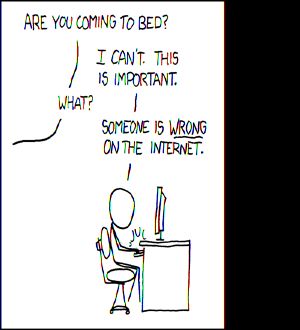 ARE YOU COMING TO BED?
I CAN'T. THIS
IS IMPORTANT.
WHAT?
SOMEONE IS WRONG
ON THE INTERNET.